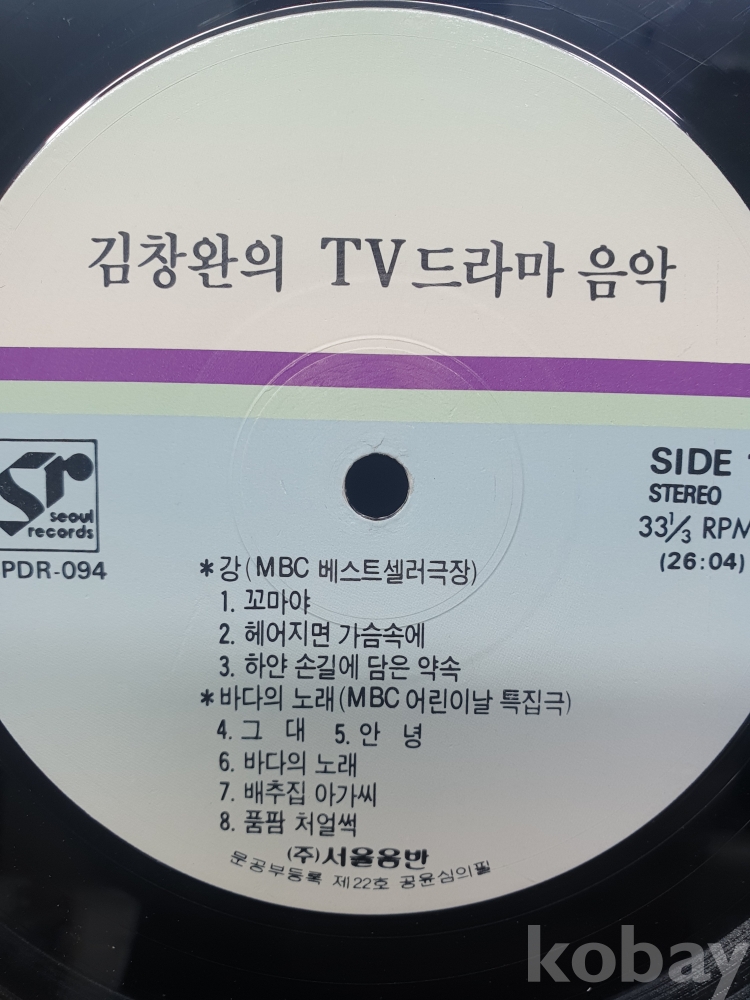 김창완의 TV드라마 음악
sr
seoul
records
PDR-094
SIDE
STEREO
33 1/3 RPM
(26:04)
*강(MBC 베스트셀러극장)
1. 꼬마야
2. 헤어지면 가슴속에
3. 하얀 손길에 담은 약속
*바다의 노래(MBC 어린이날 특집극)
4. 그 대 5. 안 녕
6. 바다의 노래
7. 배추집 아가씨
8. 품팜 처얼썩
(주)서울음반
문공부등록 제22호 공윤심의필
kobay